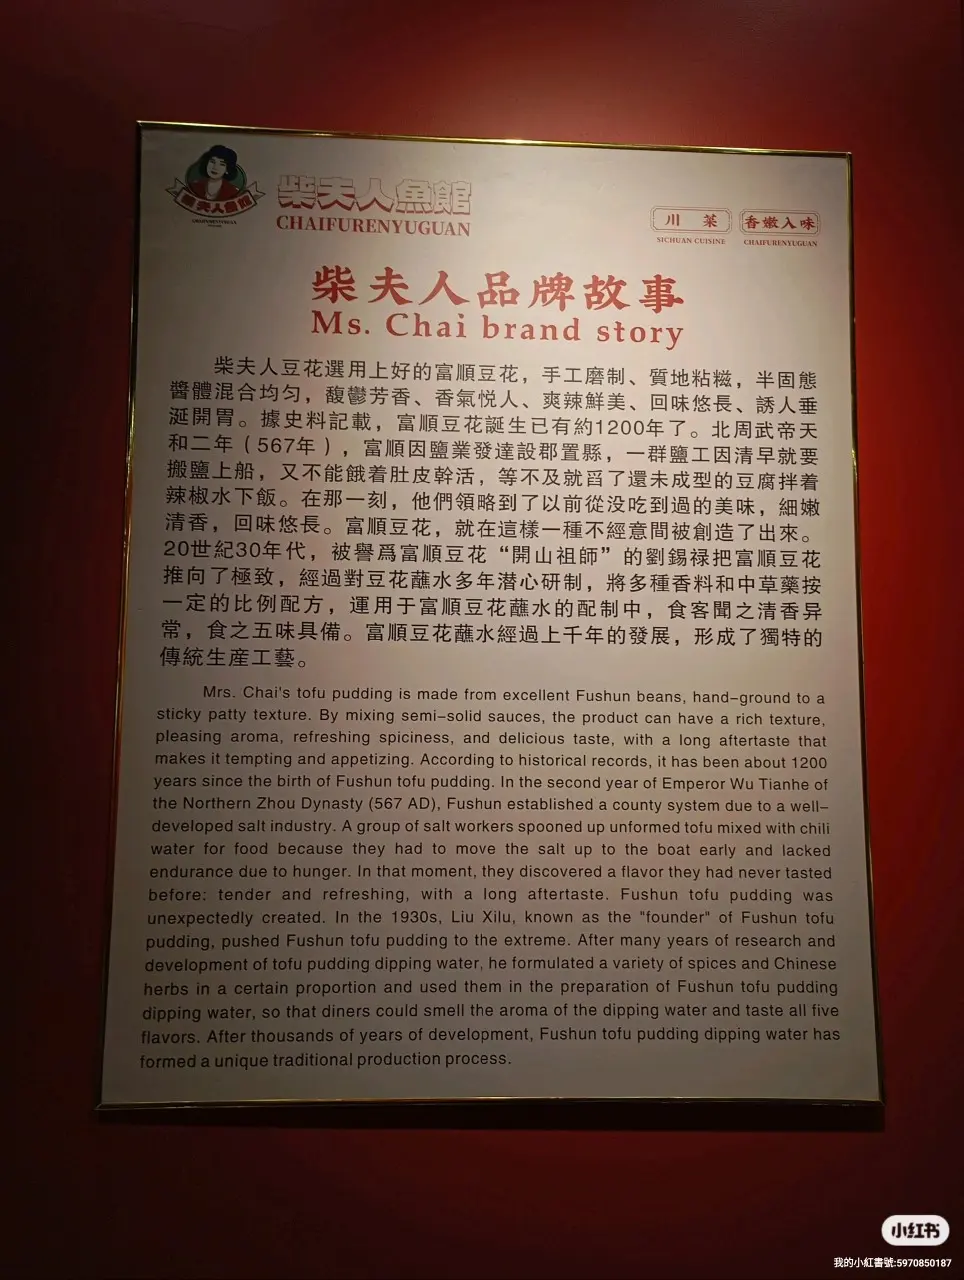 柴夫人魚館
CHAIFURENYUGUAN
柴夫人魚館
CHAIFURENYUGUAN
川 菜
SICHUAN CUISINE
香嫩入味
CHAIFURENYUGUAN
柴夫人品牌故事
Ms. Chai brand story
柴夫人豆花選用上好的富順豆花，手工磨制、質地粘糍，半固態
醬體混合均匀，馥鬱芳香、香氣悦人、爽辣鮮美、回味悠長、誘人垂
涎開胃。據史料記載，富順豆花誕生已有約1200年了。北周武帝天
和二年（567年），富順因鹽業發達設郡置縣，一群鹽工因清早就要
搬鹽上船，又不能餓着肚皮幹活，等不及就舀了還未成型的豆腐拌着
辣椒水下飯。在那一刻，他們領略到了以前從没吃到過的美味，細嫩
清香，回味悠長。富順豆花，就在這樣一種不經意間被創造了出來。
20世紀30年代，被譽爲富順豆花“開山祖師”的劉錫禄把富順豆花
推向了極致，經過對豆花蘸水多年潜心研制，將多種香料和中草藥按
一定的比例配方，運用于富順豆花蘸水的配制中，食客聞之清香异
常，食之五味具備。富順豆花蘸水經過上千年的發展，形成了獨特的
傳統生産工藝。
Mrs. Chai's tofu pudding is made from excellent Fushun beans, hand-ground to a
sticky patty texture. By mixing semi-solid sauces, the product can have a rich texture,
pleasing aroma, refreshing spiciness, and delicious taste, with a long aftertaste that
makes it tempting and appetizing. According to historical records, it has been about 1200
years since the birth of Fushun tofu pudding. In the second year of Emperor Wu Tianhe of
the Northern Zhou Dynasty (567 AD), Fushun established a county system due to a well-
developed salt industry. A group of salt workers spooned up unformed tofu mixed with chili
water for food because they had to move the salt up to the boat early and lacked
endurance due to hunger. In that moment, they discovered a flavor they had never tasted
before: tender and refreshing, with a long aftertaste. Fushun tofu pudding was
unexpectedly created. In the 1930s, Liu Xilu, known as the "founder" of Fushun tofu
pudding, pushed Fushun tofu pudding to the extreme. After many years of research and
development of tofu pudding dipping water, he formulated a variety of spices and Chinese
herbs in a certain proportion and used them in the preparation of Fushun tofu pudding
dipping water, so that diners could smell the aroma of the dipping water and taste all five
flavors. After thousands of years of development, Fushun tofu pudding dipping water has
formed a unique traditional production process.
小红书
我的小紅書號:5970850187